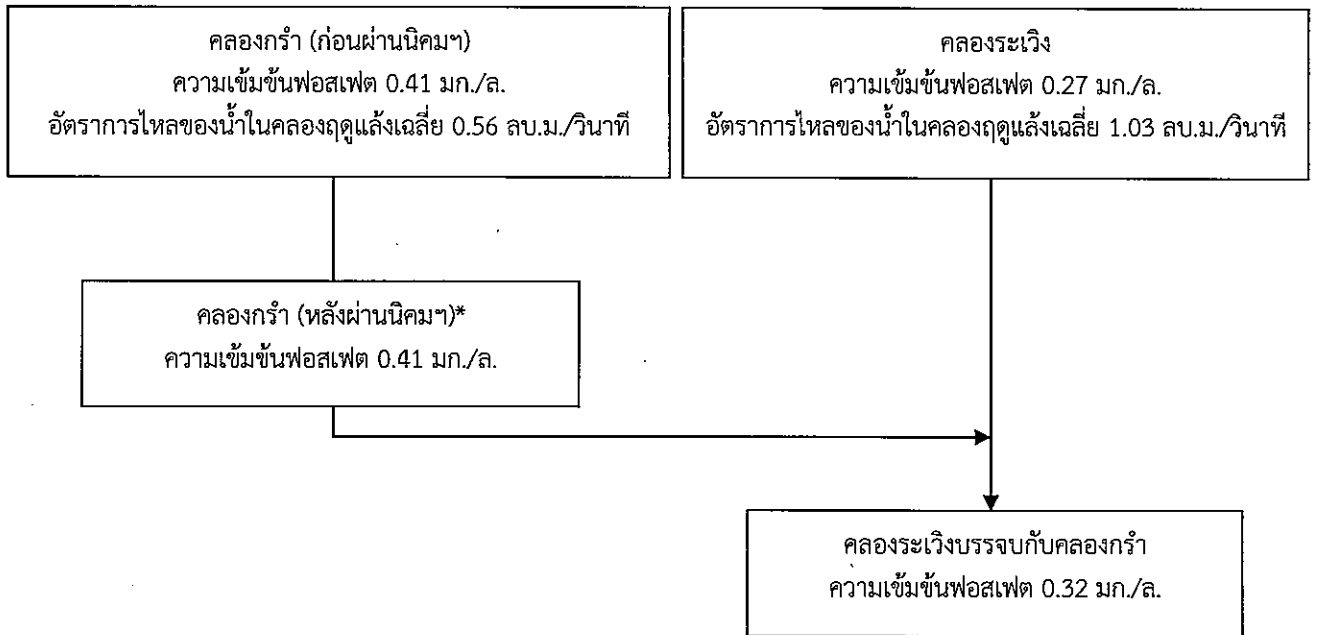 คลองกรำ (ก่อนผ่านนิคมฯ)
ความเข้มข้นฟอสเฟต 0.41 มก./ล.
อัตราการไหลของน้ำในคลองฤดูแล้งเฉลี่ย 0.56 ลบ.ม./วินาที
คลองระเวิง
ความเข้มข้นฟอสเฟต 0.27 มก./ล.
อัตราการไหลของน้ำในคลองฤดูแล้งเฉลี่ย 1.03 ลบ.ม./วินาที
คลองกรำ (หลังผ่านนิคมฯ)*
ความเข้มข้นฟอสเฟต 0.41 มก./ล.
คลองระเวิงบรรจบกับคลองกรำ
ความเข้มข้นฟอสเฟต 0.32 มก./ล.